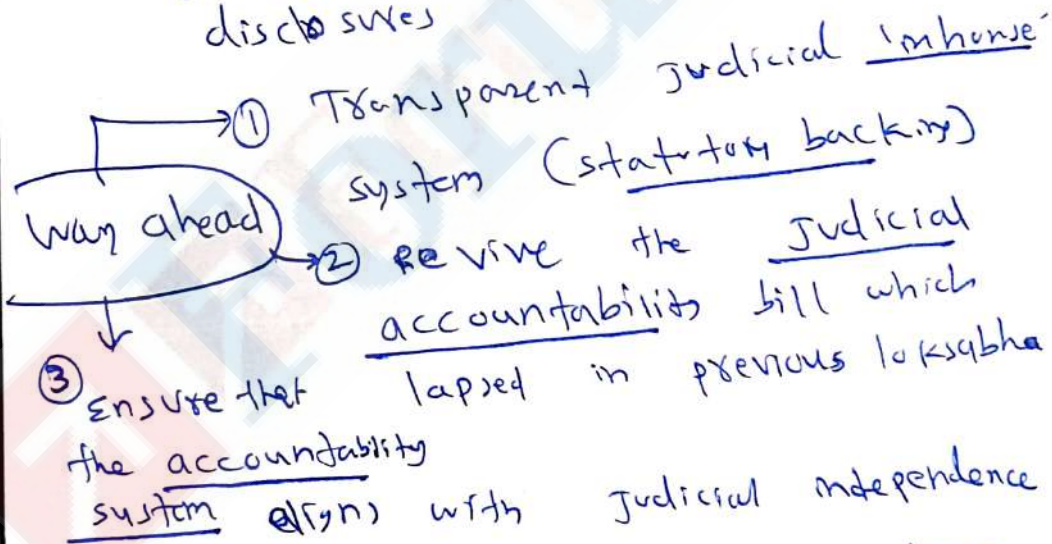 disclosures
① Transparent judicial 'inhouse'
system (statutory backing)
way ahead
② Revive the Judicial
accountability bill which
lapsed in previous loksabha
③ Ensure that
the accountability
system aligns with Judicial independence